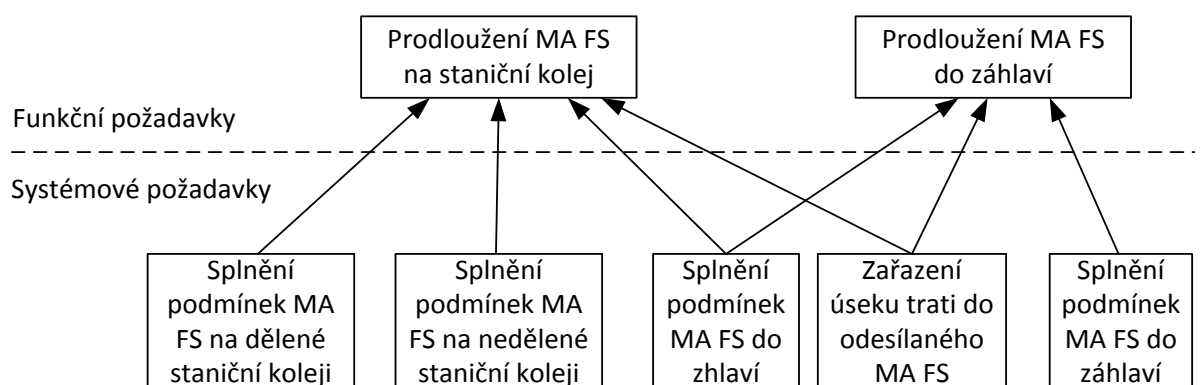 Prodloužení MA FS
na staniční kolej
Prodloužení MA FS
do záhlaví
Funkční požadavky
Systémové požadavky
Splnění
podmínek MA
FS na dělené
staniční koleji
Splnění
podmínek MA
FS na nedělené
staniční koleji
Splnění
podmínek
MA FS do
zhlaví
Zařazení
úseku trati do
odesílaného
MA FS
Splnění
podmínek
MA FS do
záhlaví